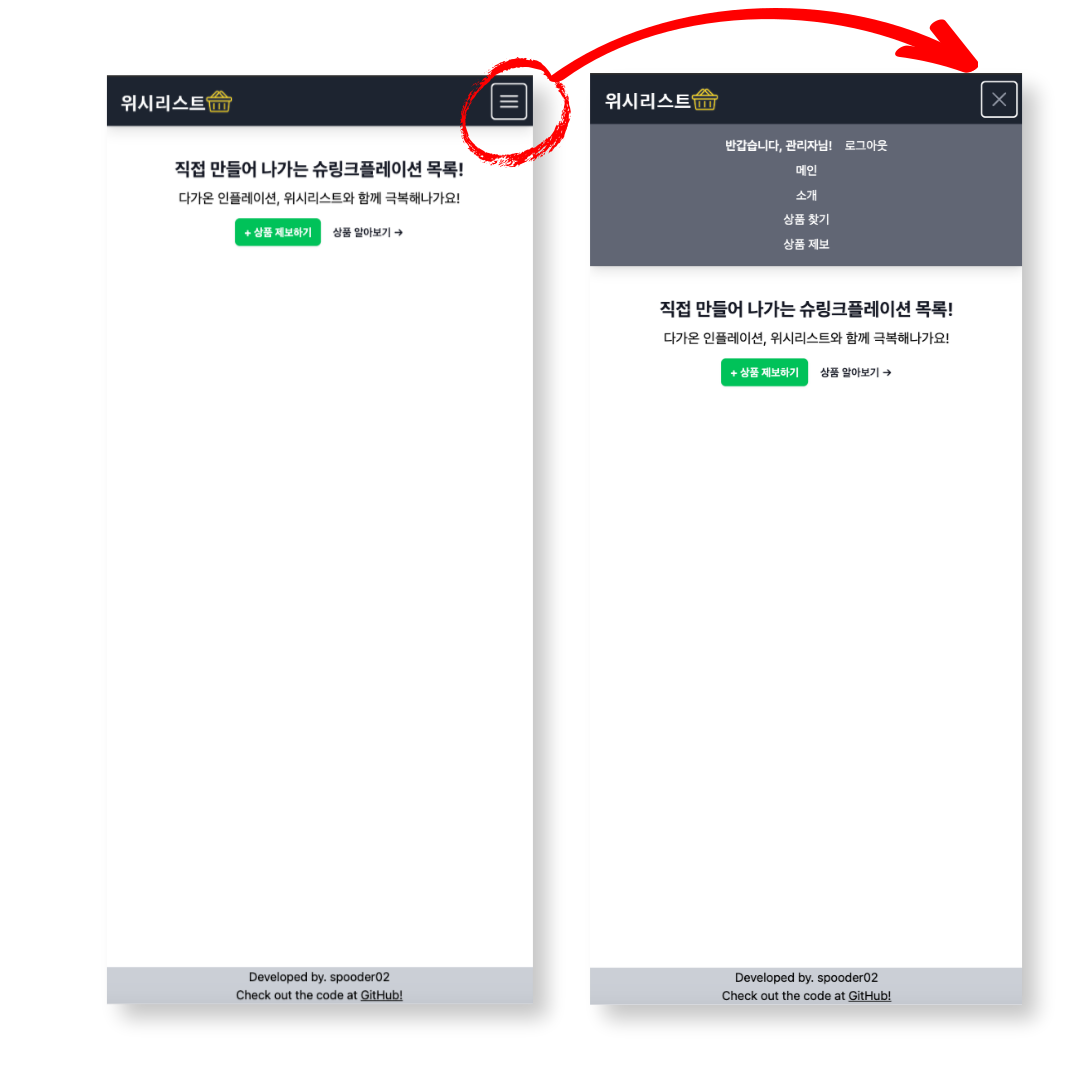 위시리스트
직접 만들어 나가는 슈링크플레이션 목록!
다가온 인플레이션, 위시리스트와 함께 극복해나가요!
+ 상품 제보하기 상품 알아보기 →
Developed by. spooder02
Check out the code at GitHub!
위시리스트
반갑습니다, 관리자님! 로그아웃
메인
소개
상품 찾기
상품 제보
직접 만들어 나가는 슈링크플레이션 목록!
다가온 인플레이션, 위시리스트와 함께 극복해나가요!
+ 상품 제보하기 상품 알아보기 →
Developed by. spooder02
Check out the code at GitHub!